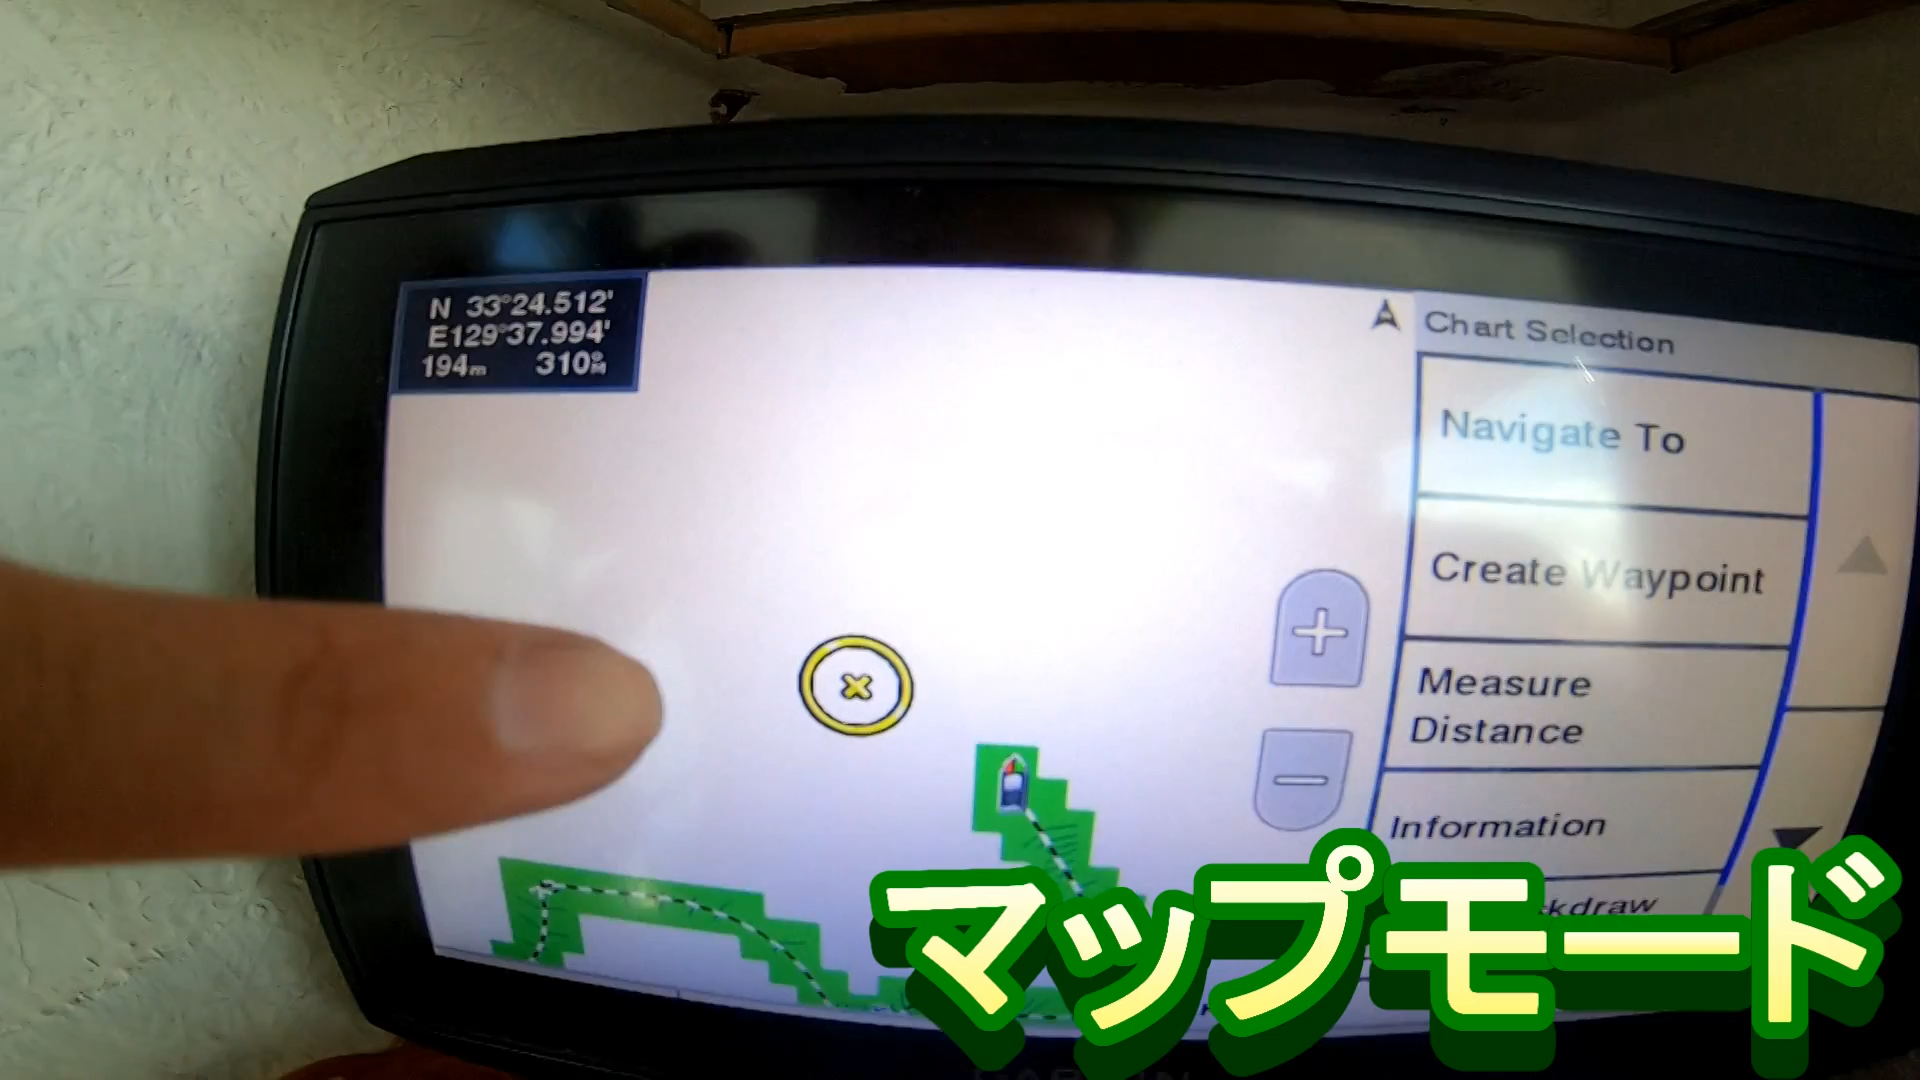 N 33°24.512'
E129°37.994'
194m 310°M
Chart Selection
Navigate To
Create Waypoint
Measure
Distance
Information
マップモード